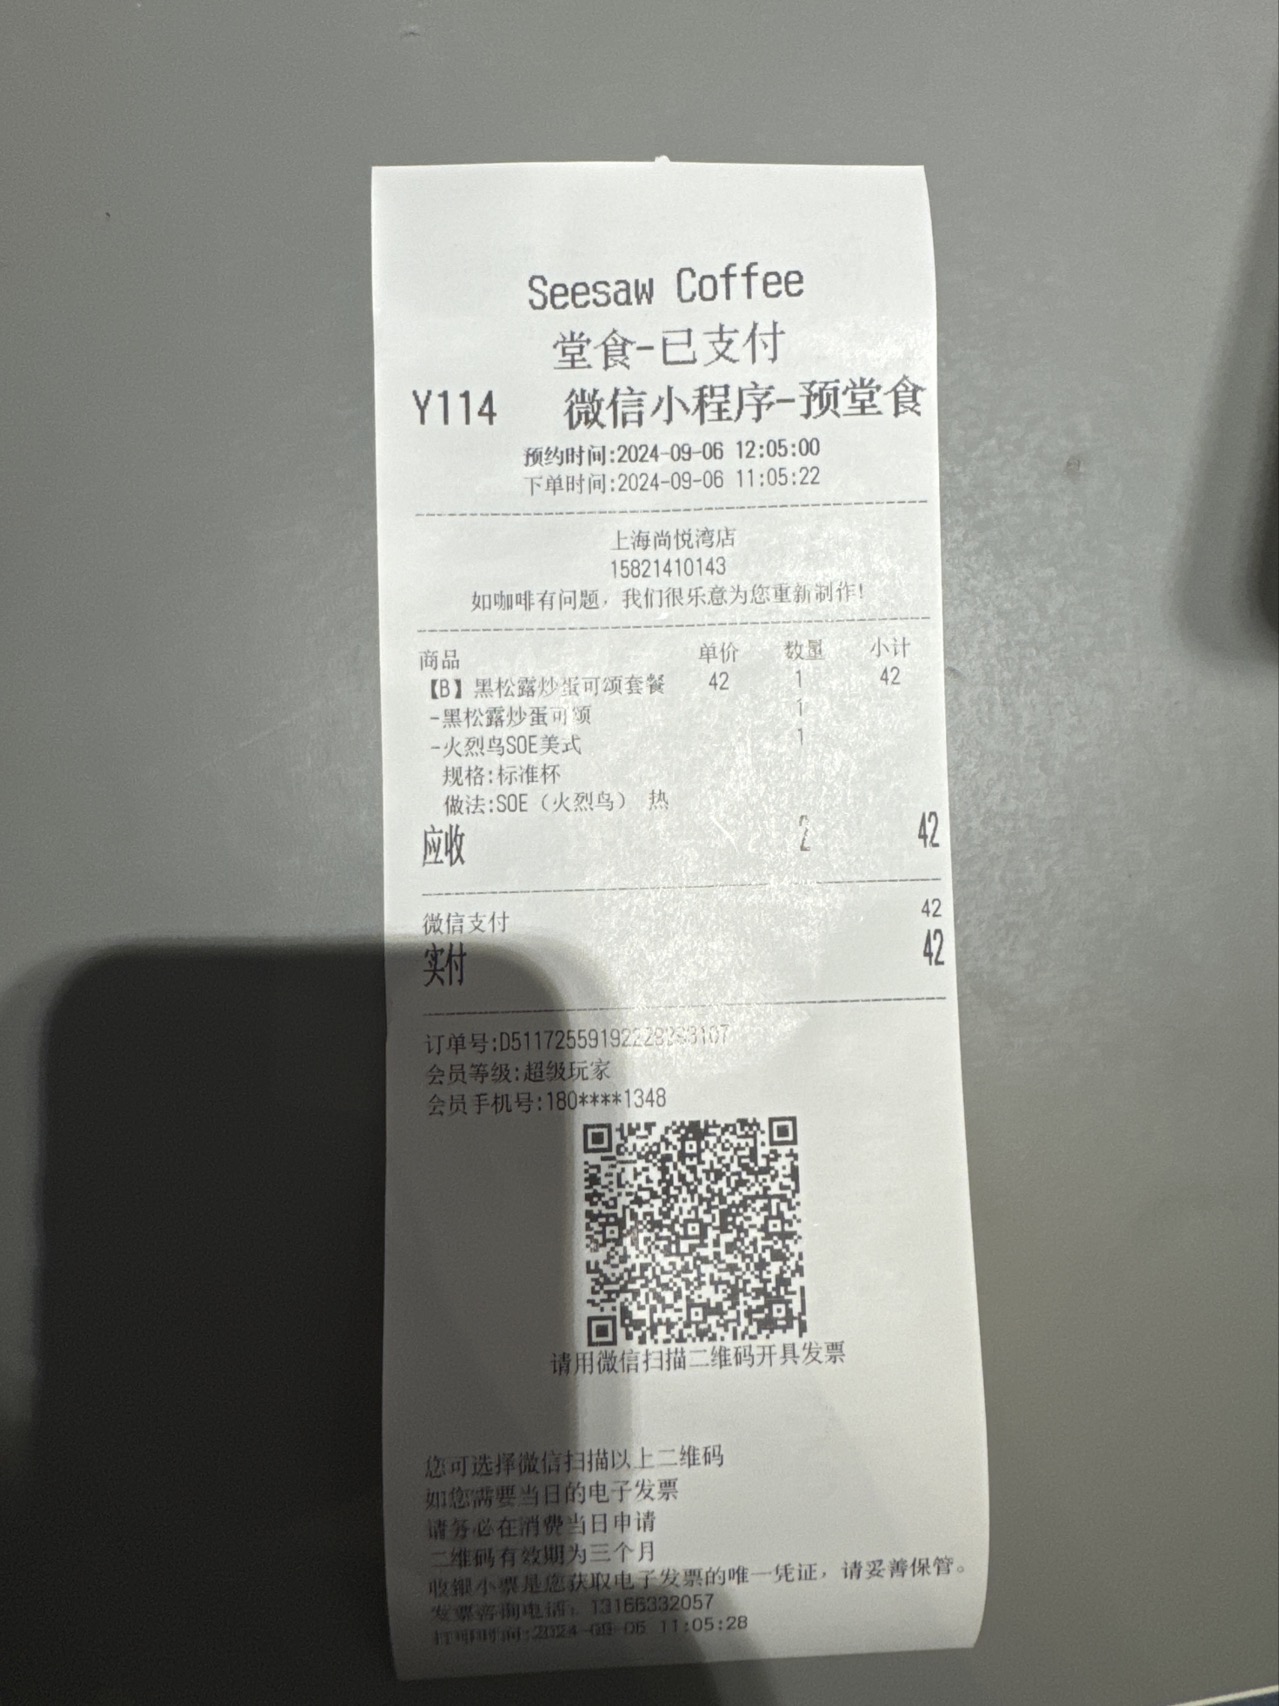 Seesaw Coffee
堂食-已支付
Y114 微信小程序-预堂食
预约时间:2024-09-06 12:05:00
下单时间:2024-09-06 11:05:22
上海尚悦湾店
15821410143
如咖啡有问题，我们很乐意为您重新制作!
商品 单价 数量 小计
【B】黑松露炒蛋可颂套餐 42 1 42
-黑松露炒蛋可颂 1
-火烈鸟SOE美式 1
规格:标准杯
做法:SOE（火烈鸟） 热
应收 2 42
微信支付 42
实付 42
订单号:
会员等级:超级玩家
会员手机号:180****1348
请用微信扫描二维码开具发票
您可选择微信扫描以上二维码
如您需要当日的电子发票
请务必在消费当日申请
二维码有效期为三个月
收银小票是您获取电子发票的唯一凭证，请妥善保管。
发票咨询电话：13166332057
打印时间:2024-09-06 11:05:28